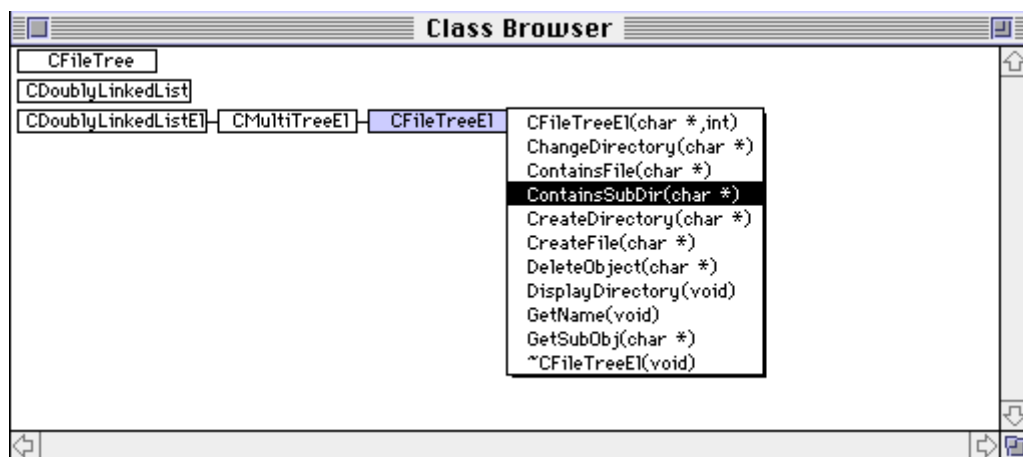 Class Browser
CFileTree
CDoublyLinkedList
CDoublyLinkedListEl CMultiTreeEl CFileTreeEl
CFileTreeEl(char *,int)
ChangeDirectory(char *)
ContainsFile(char *)
ContainsSubDir(char *)
CreateDirectory(char *)
CreateFile(char *)
DeleteObject(char *)
DisplayDirectory(void)
GetName(void)
GetSubObj(char *)
~CFileTreeEl(void)